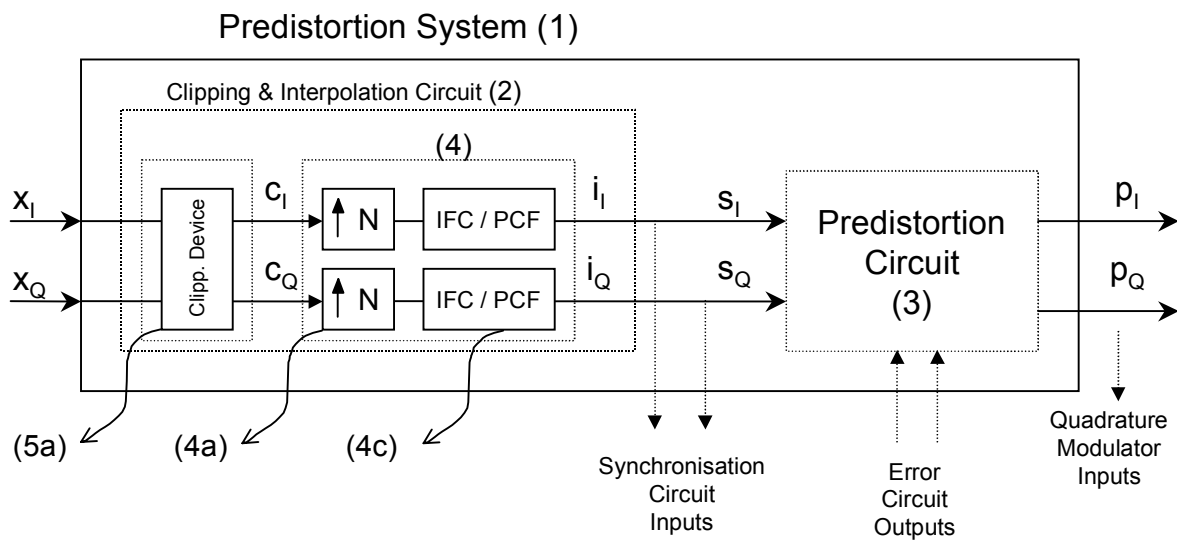 Predistortion System (1)
Clipping & Interpolation Circuit (2)
(4)
x_I
c_I
↑ N
IFC / PCF
i_I
s_I
p_I
Clipp. Device
x_Q
c_Q
↑ N
IFC / PCF
i_Q
s_Q
p_Q
Predistortion
Circuit
(3)
(5a)
(4a)
(4c)
Synchronisation
Circuit
Inputs
Error
Circuit
Outputs
Quadrature
Modulator
Inputs